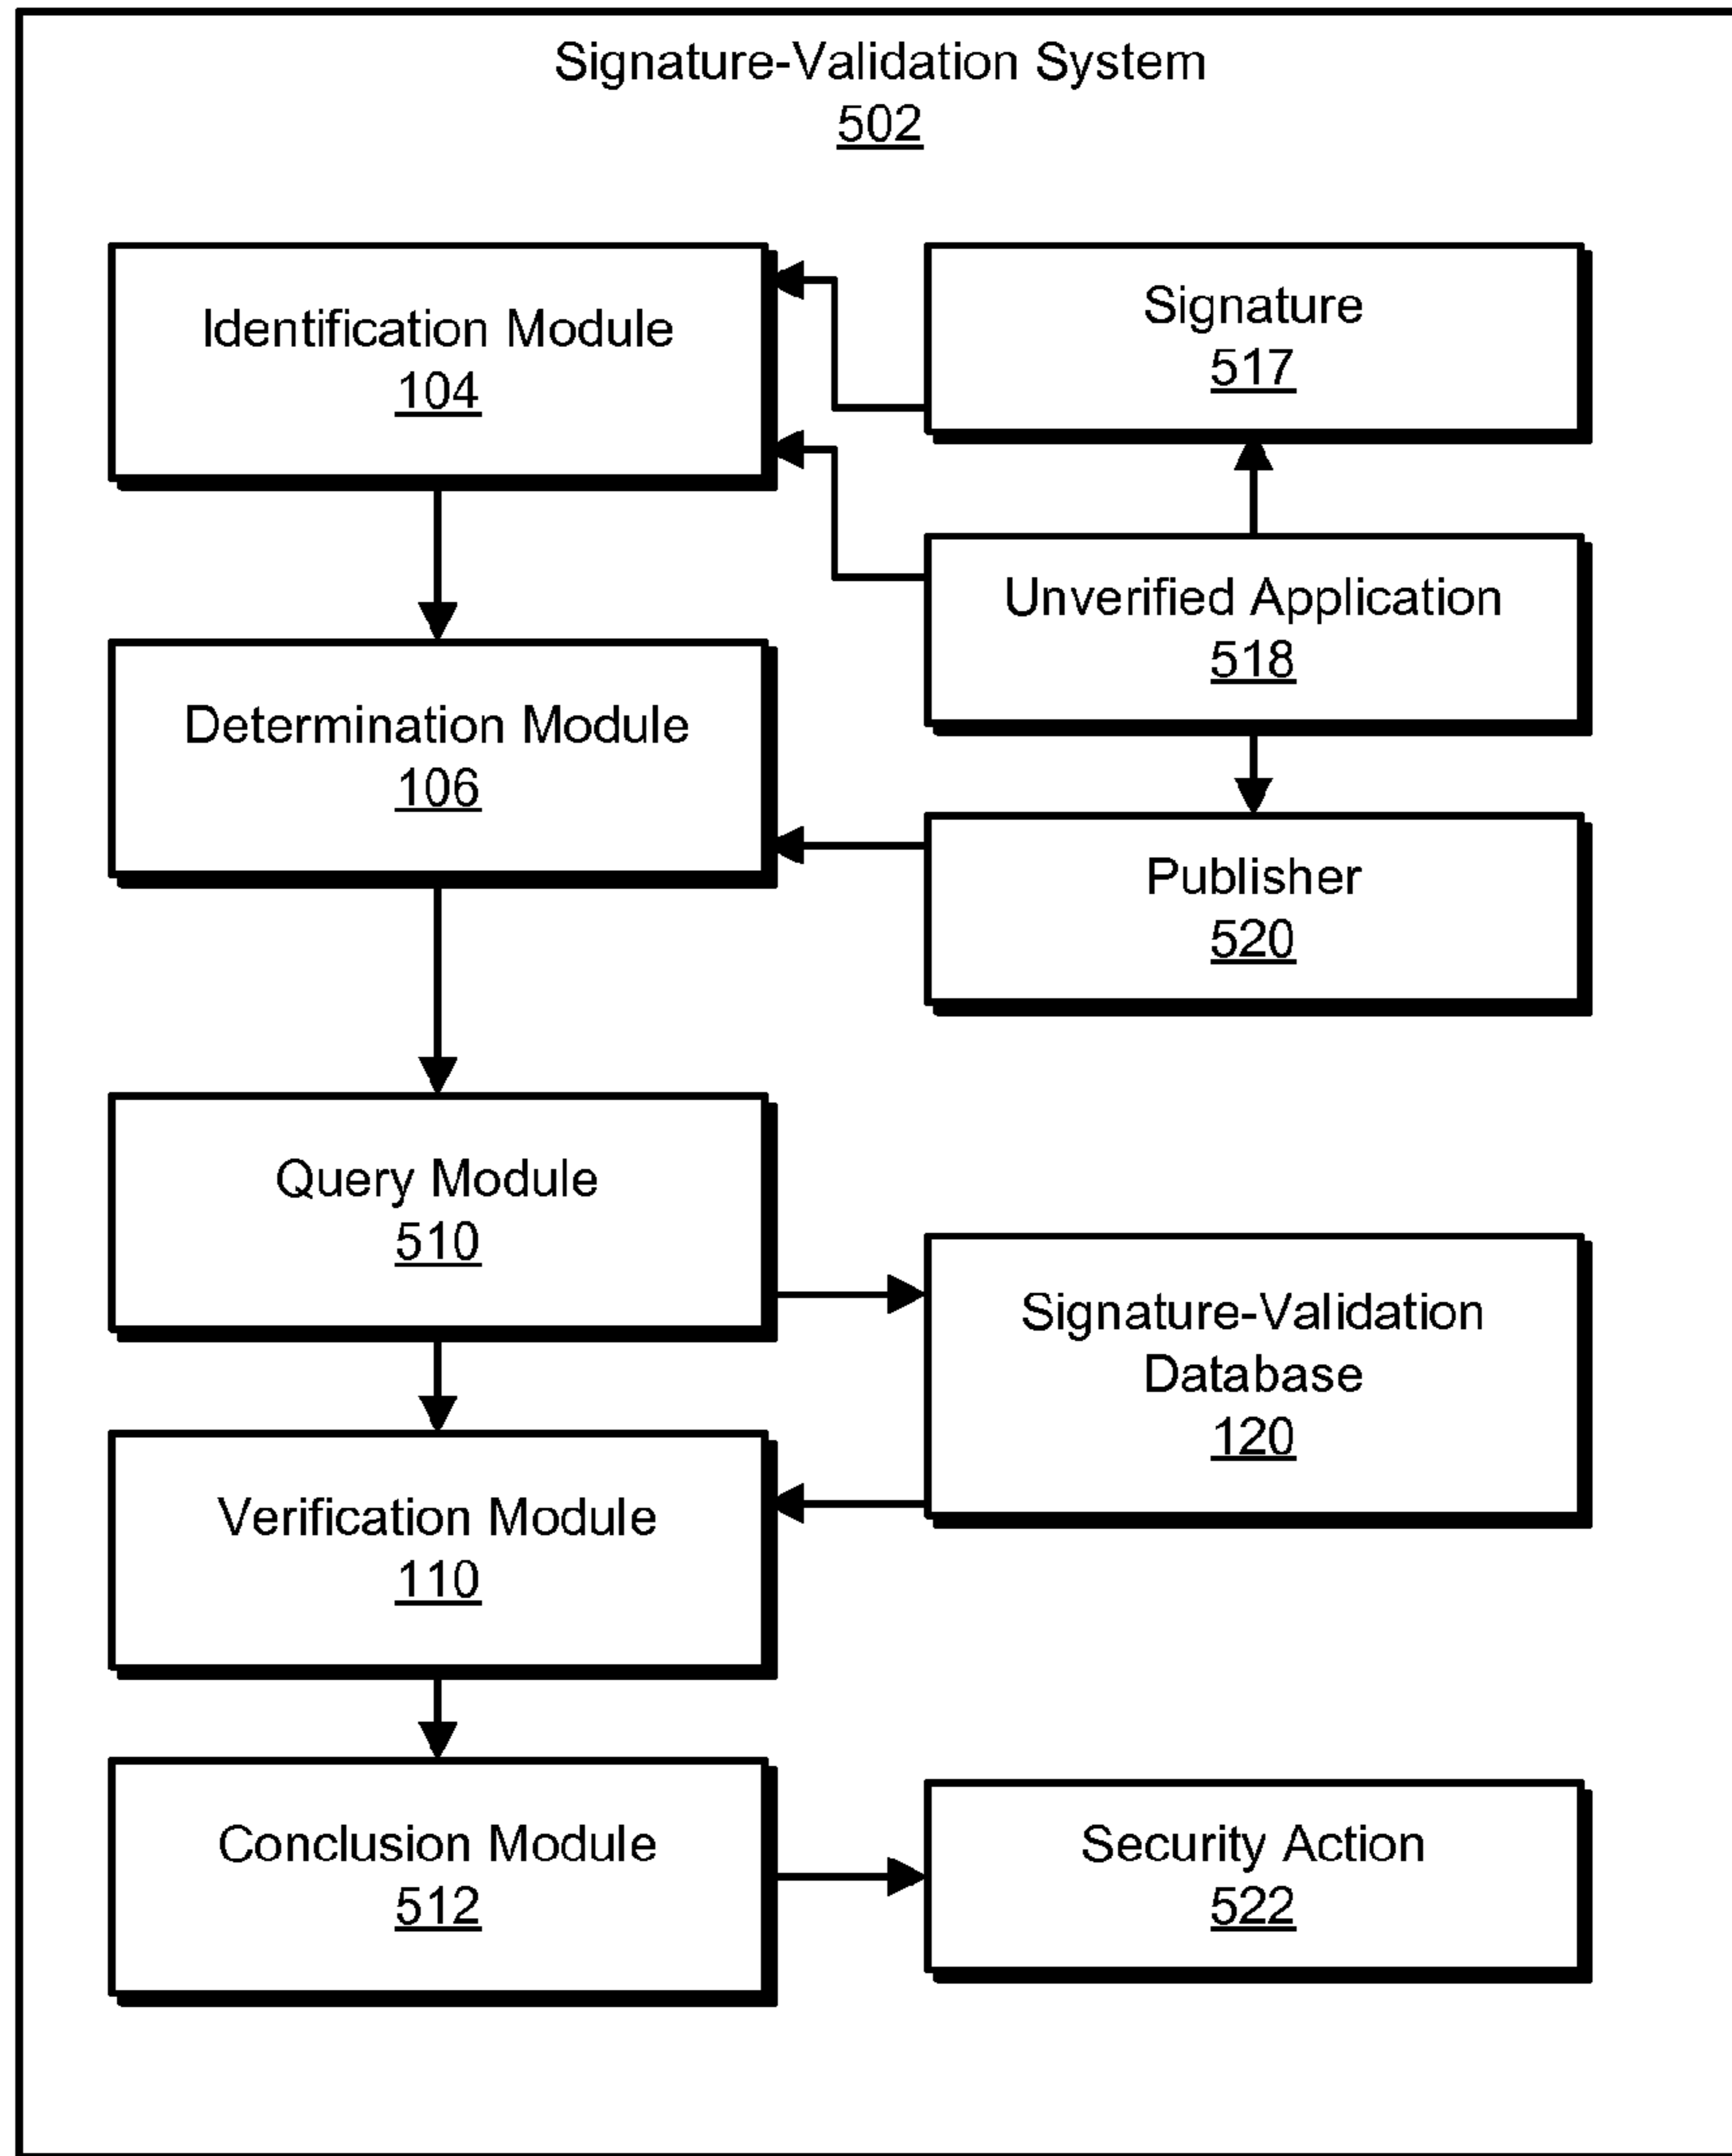 Signature-Validation System
502
Identification Module
104
Signature
517
Unverified Application
518
Determination Module
106
Publisher
520
Query Module
510
Signature-Validation
Database
120
Verification Module
110
Conclusion Module
512
Security Action
522